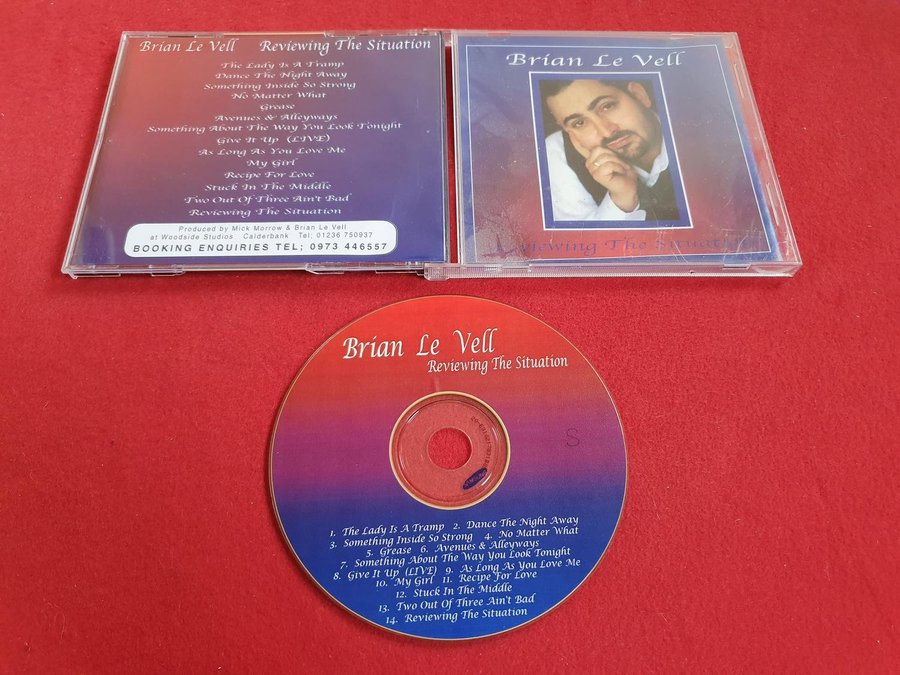 Brian Le Vell Reviewing The Situation
The Lady Is A Tramp
Dance The Night Away
Something Inside So Strong
No Matter What
Grease
Avenues & Alleyways
Something About The Way You Look Tonight
Give It Up (LIVE)
As Long As You Love Me
My Girl
Recipe For Love
Stuck In The Middle
Two Out Of Three Ain't Bad
Reviewing The Situation
Produced by Mick Morrow & Brian Le Vell
at Woodside Studios Calderbank Tel; 01236 750937
BOOKING ENQUIRIES TEL; 0973 446557
Brian Le Vell
Reviewing The Situation
Brian Le Vell
Reviewing The Situation
S
1. The Lady Is A Tramp 2. Dance The Night Away
3. Something Inside So Strong 4. No Matter What
5. Grease 6. Avenues & Alleyways
7. Something About The Way You Look Tonight
8. Give It Up (LIVE) 9. As Long As You Love Me
10. My Girl 11. Recipe For Love
12. Stuck In The Middle
13. Two Out Of Three Ain't Bad
14. Reviewing The Situation